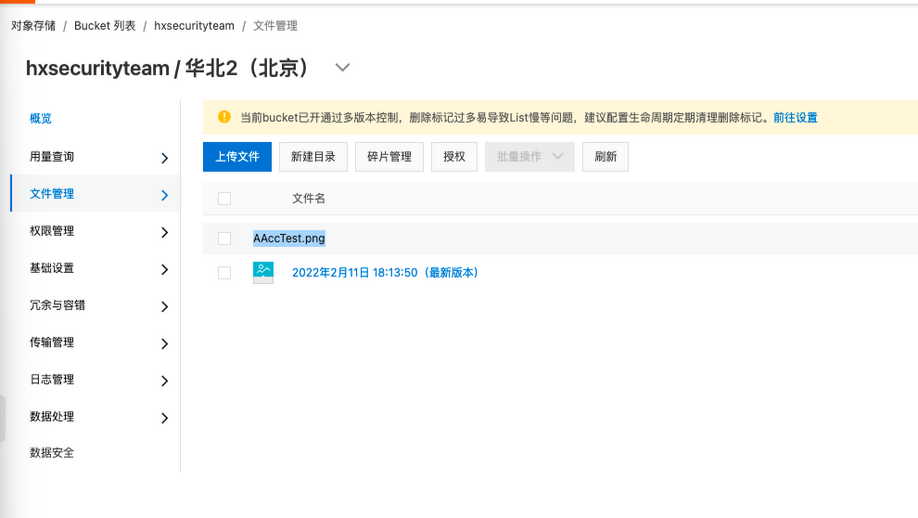 对象存储 / Bucket 列表 / hxsecurityteam / 文件管理
hxsecurityteam / 华北2（北京）
概览
用量查询
文件管理
权限管理
基础设置
冗余与容错
传输管理
日志管理
数据处理
数据安全
当前bucket已开通过多版本控制，删除标记过多易导致List慢等问题，建议配置生命周期定期清理删除标记。前往设置
上传文件 新建目录 碎片管理 授权 批量操作 刷新
文件名
AAccTest.png
2022年2月11日 18:13:50（最新版本）